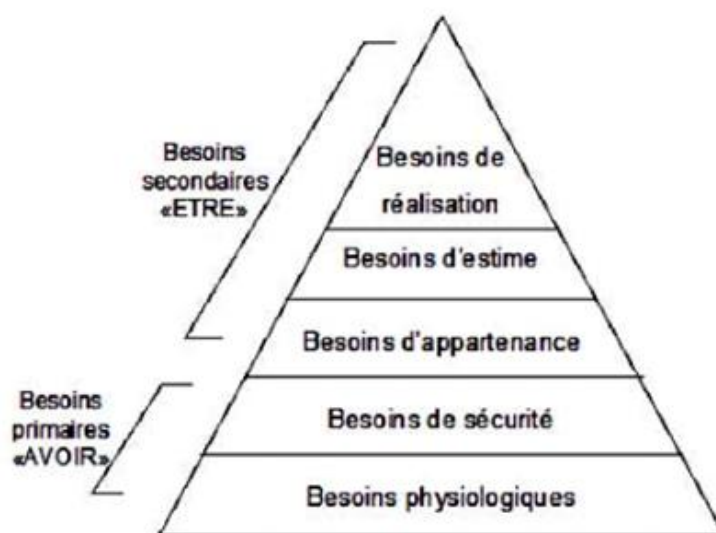 Besoins
secondaires
«ETRE»
Besoins de
réalisation
Besoins d'estime
Besoins d'appartenance
Besoins
primaires
«AVOIR»
Besoins de sécurité
Besoins physiologiques